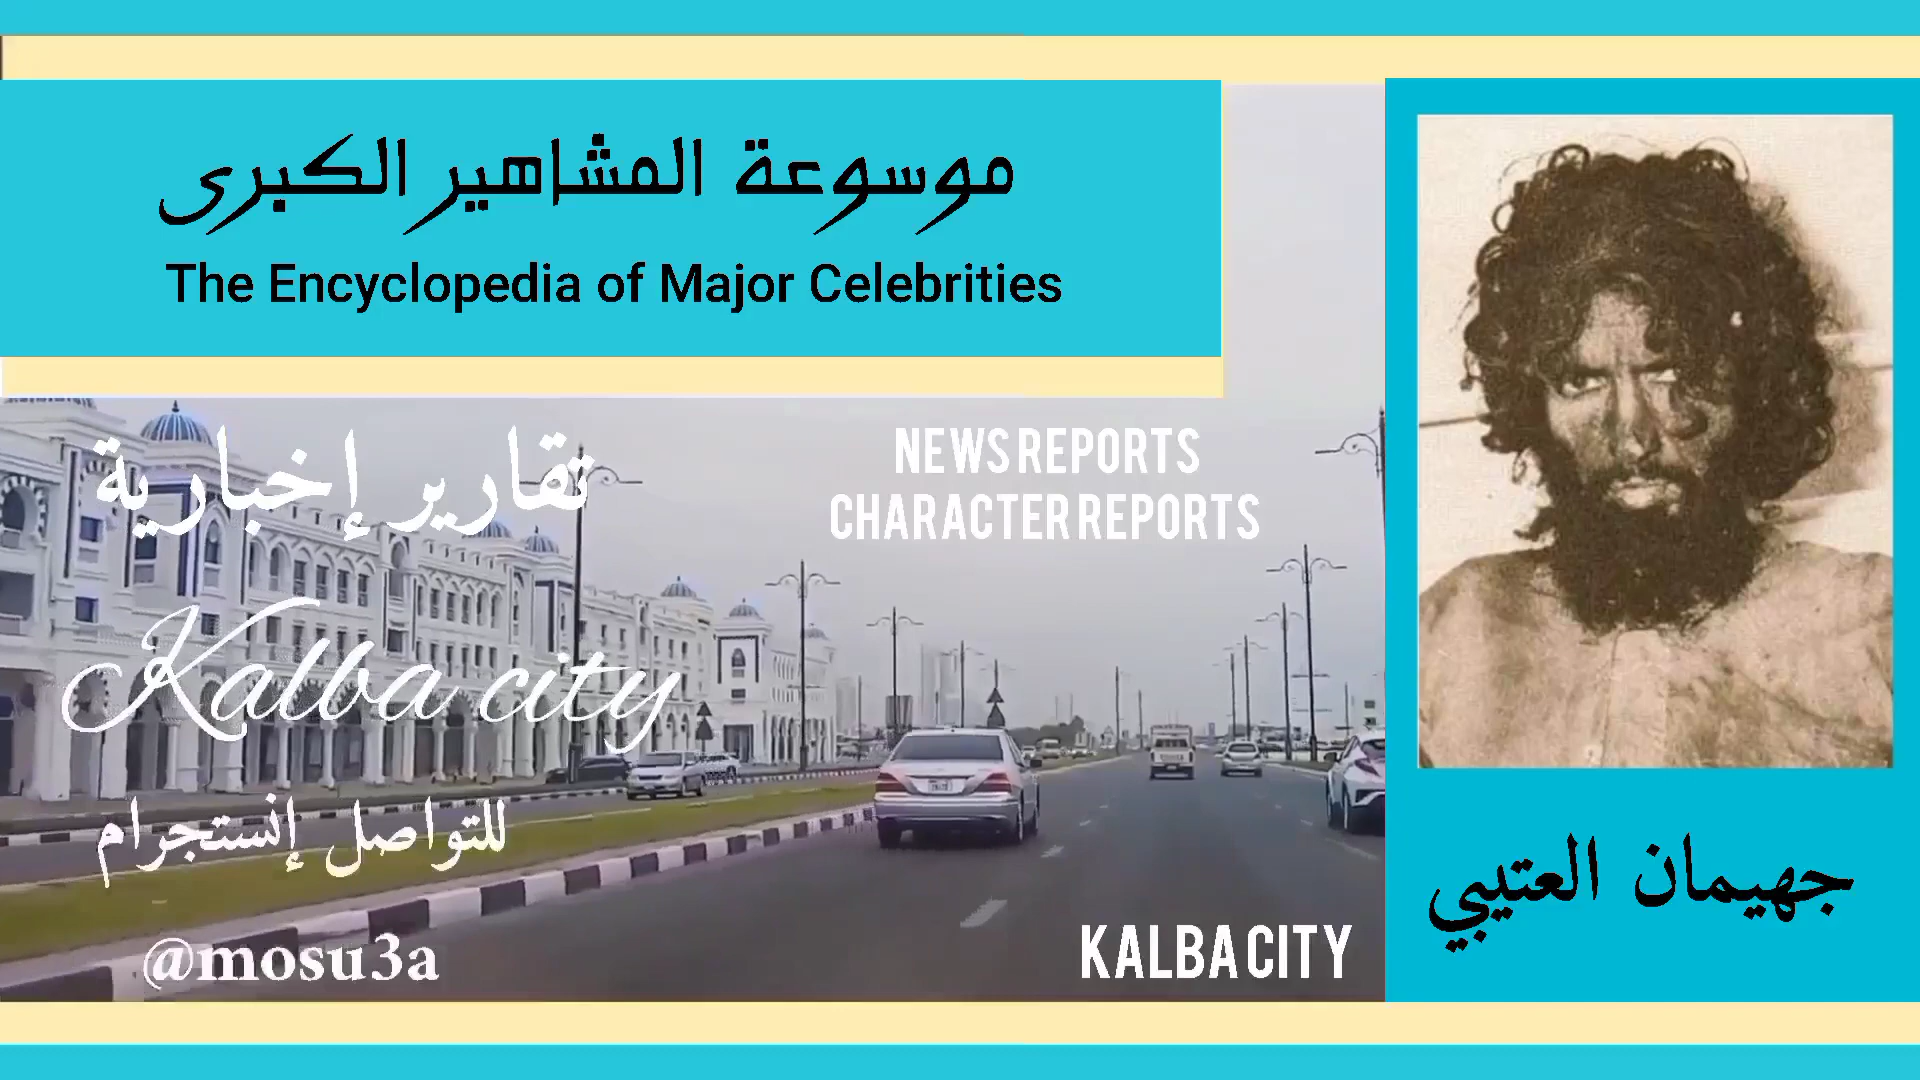 موسوعة المشاهير الكبرى
The Encyclopedia of Major Celebrities
تقارير إخبارية
NEWS REPORTS
CHARACTER REPORTS
Kalba city
للتواصل إنستجرام
@mosu3a
KALBA CITY
جهيمان العتيبي